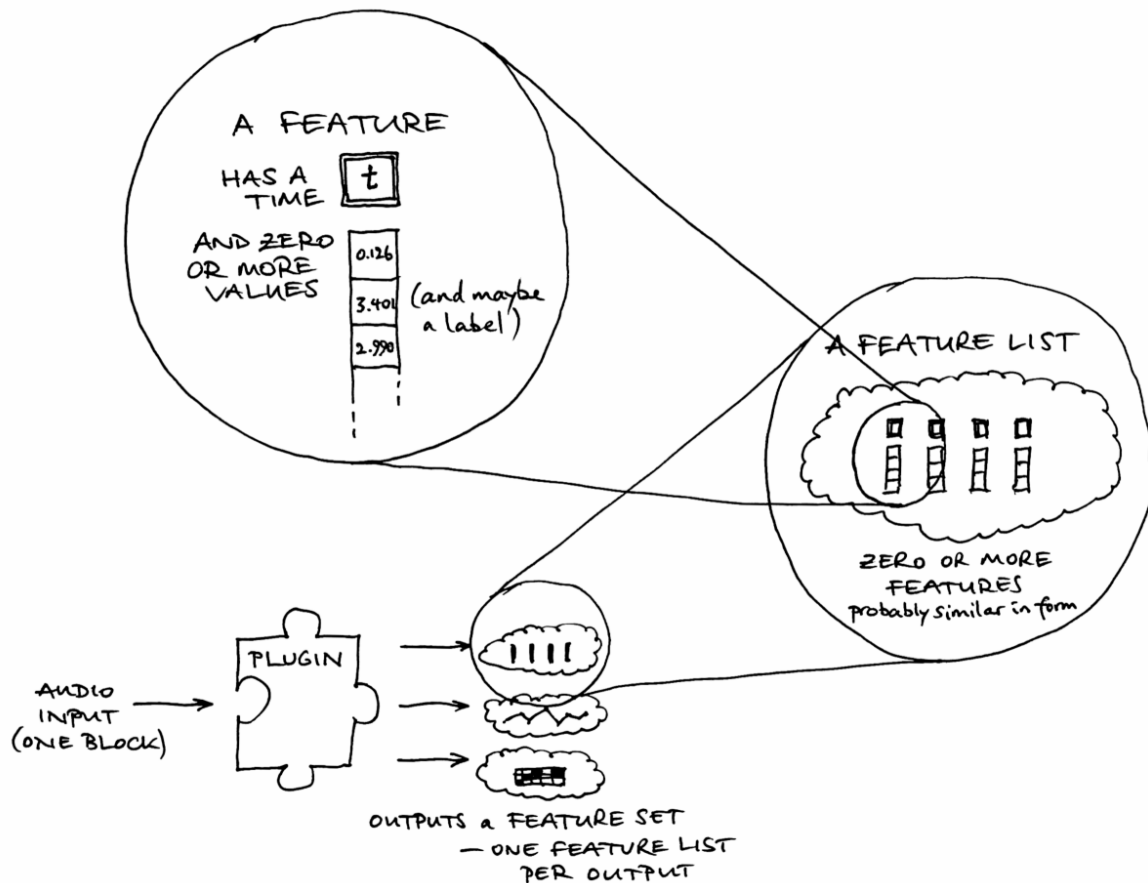 A FEATURE
HAS A
TIME
t
AND ZERO
OR MORE
VALUES
0.126
3.401
2.990
(and maybe
a label)
A FEATURE LIST
ZERO OR MORE
FEATURES
probably similar in form
PLUGIN
AUDIO
INPUT
(ONE BLOCK)
OUTPUTS a FEATURE SET
— ONE FEATURE LIST
PER OUTPUT